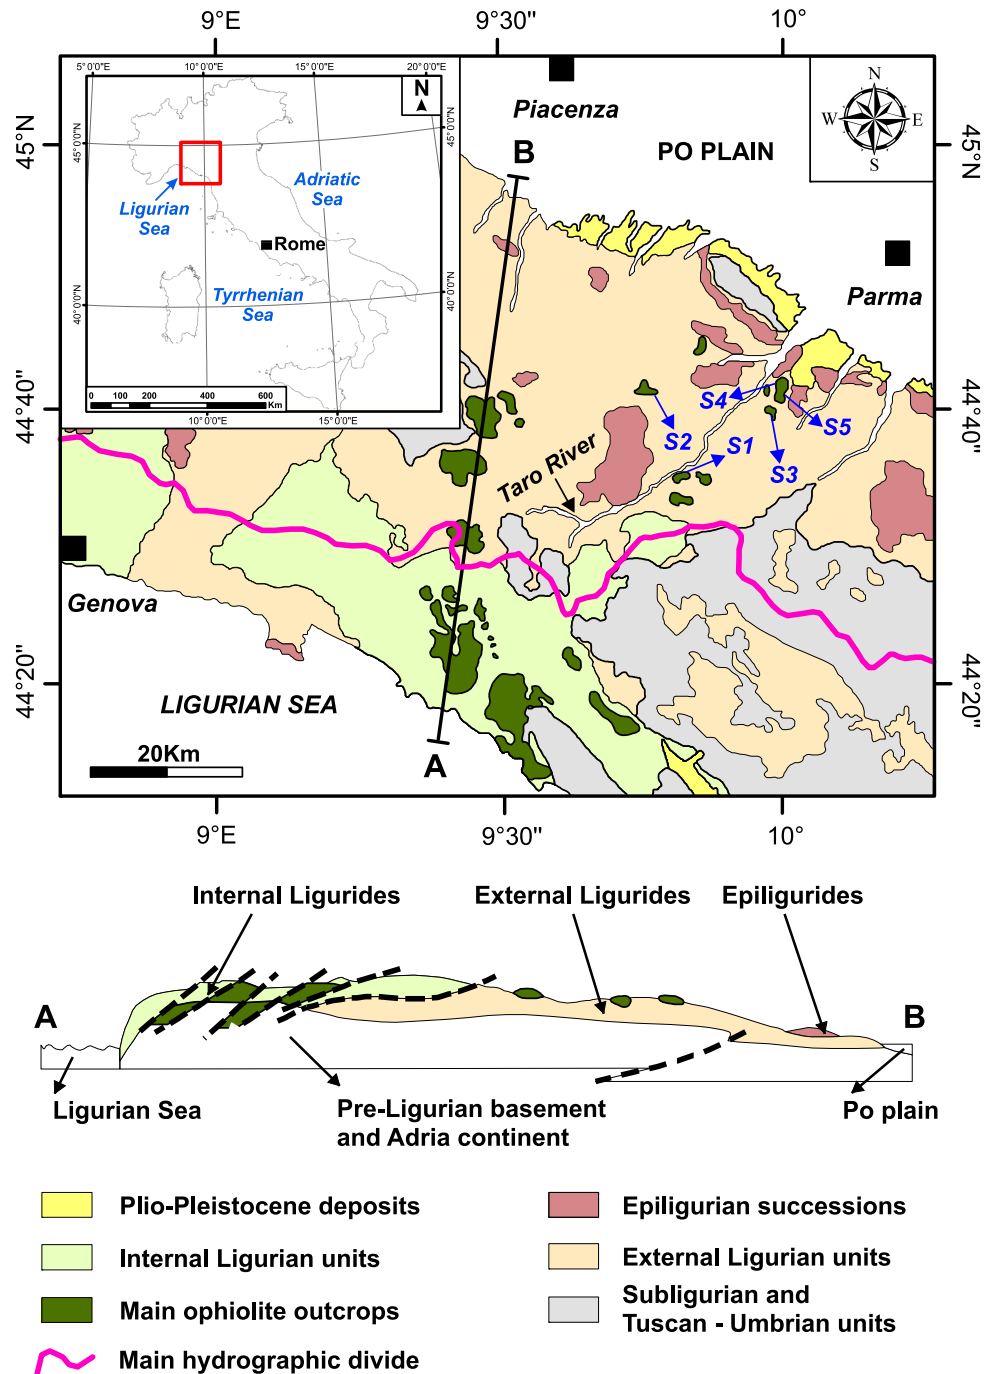 9°E
9°30"
10°
5°0'0"E
10°0'0"E
15°0'0"E
20°0'0"E
N
45°0'0"N
45°0'0"N
40°0'0"N
40°0'0"N
Ligurian
Sea
Adriatic
Sea
Rome
Tyrrhenian
Sea
0
100
200
400
600
Km
10°0'0"E
15°0'0"E
Piacenza
B
PO PLAIN
N
W
E
S
45°N
45°N
Parma
44°40"
44°40"
S4
S5
S2
S1
S3
Taro River
Genova
44°20"
44°20"
LIGURIAN SEA
20Km
A
9°E
9°30"
10°
Internal Ligurides
External Ligurides
Epiligurides
A
B
Ligurian Sea
Pre-Ligurian basement
and Adria continent
Po plain
Plio-Pleistocene deposits
Epiligurian successions
Internal Ligurian units
External Ligurian units
Main ophiolite outcrops
Subligurian and
Tuscan - Umbrian units
Main hydrographic divide